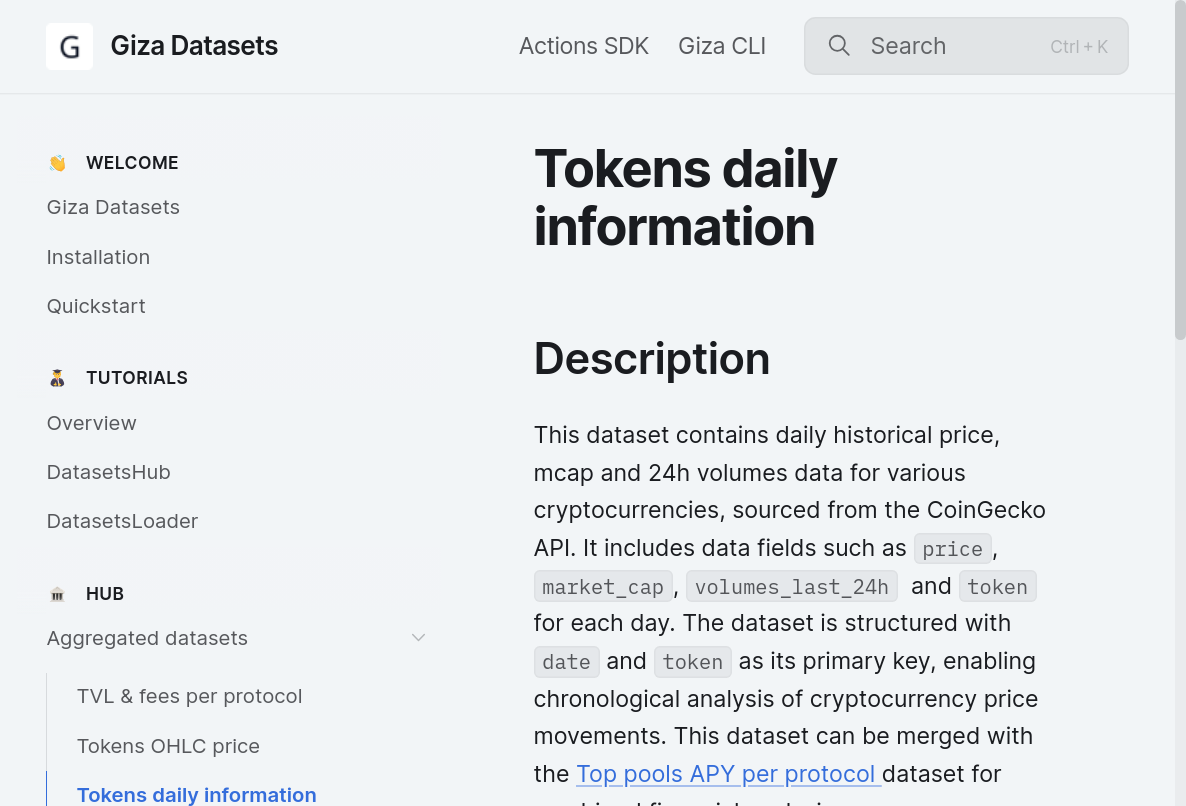 G Giza Datasets
Actions SDK Giza CLI
Search Ctrl + K
WELCOME
Giza Datasets
Installation
Quickstart
TUTORIALS
Overview
DatasetsHub
DatasetsLoader
HUB
Aggregated datasets
TVL & fees per protocol
Tokens OHLC price
Tokens daily information
Tokens daily
information
Description
This dataset contains daily historical price,
mcap and 24h volumes data for various
cryptocurrencies, sourced from the CoinGecko
API. It includes data fields such as price,
market_cap, volumes_last_24h and token
for each day. The dataset is structured with
date and token as its primary key, enabling
chronological analysis of cryptocurrency price
movements. This dataset can be merged with
the Top pools APY per protocol dataset for